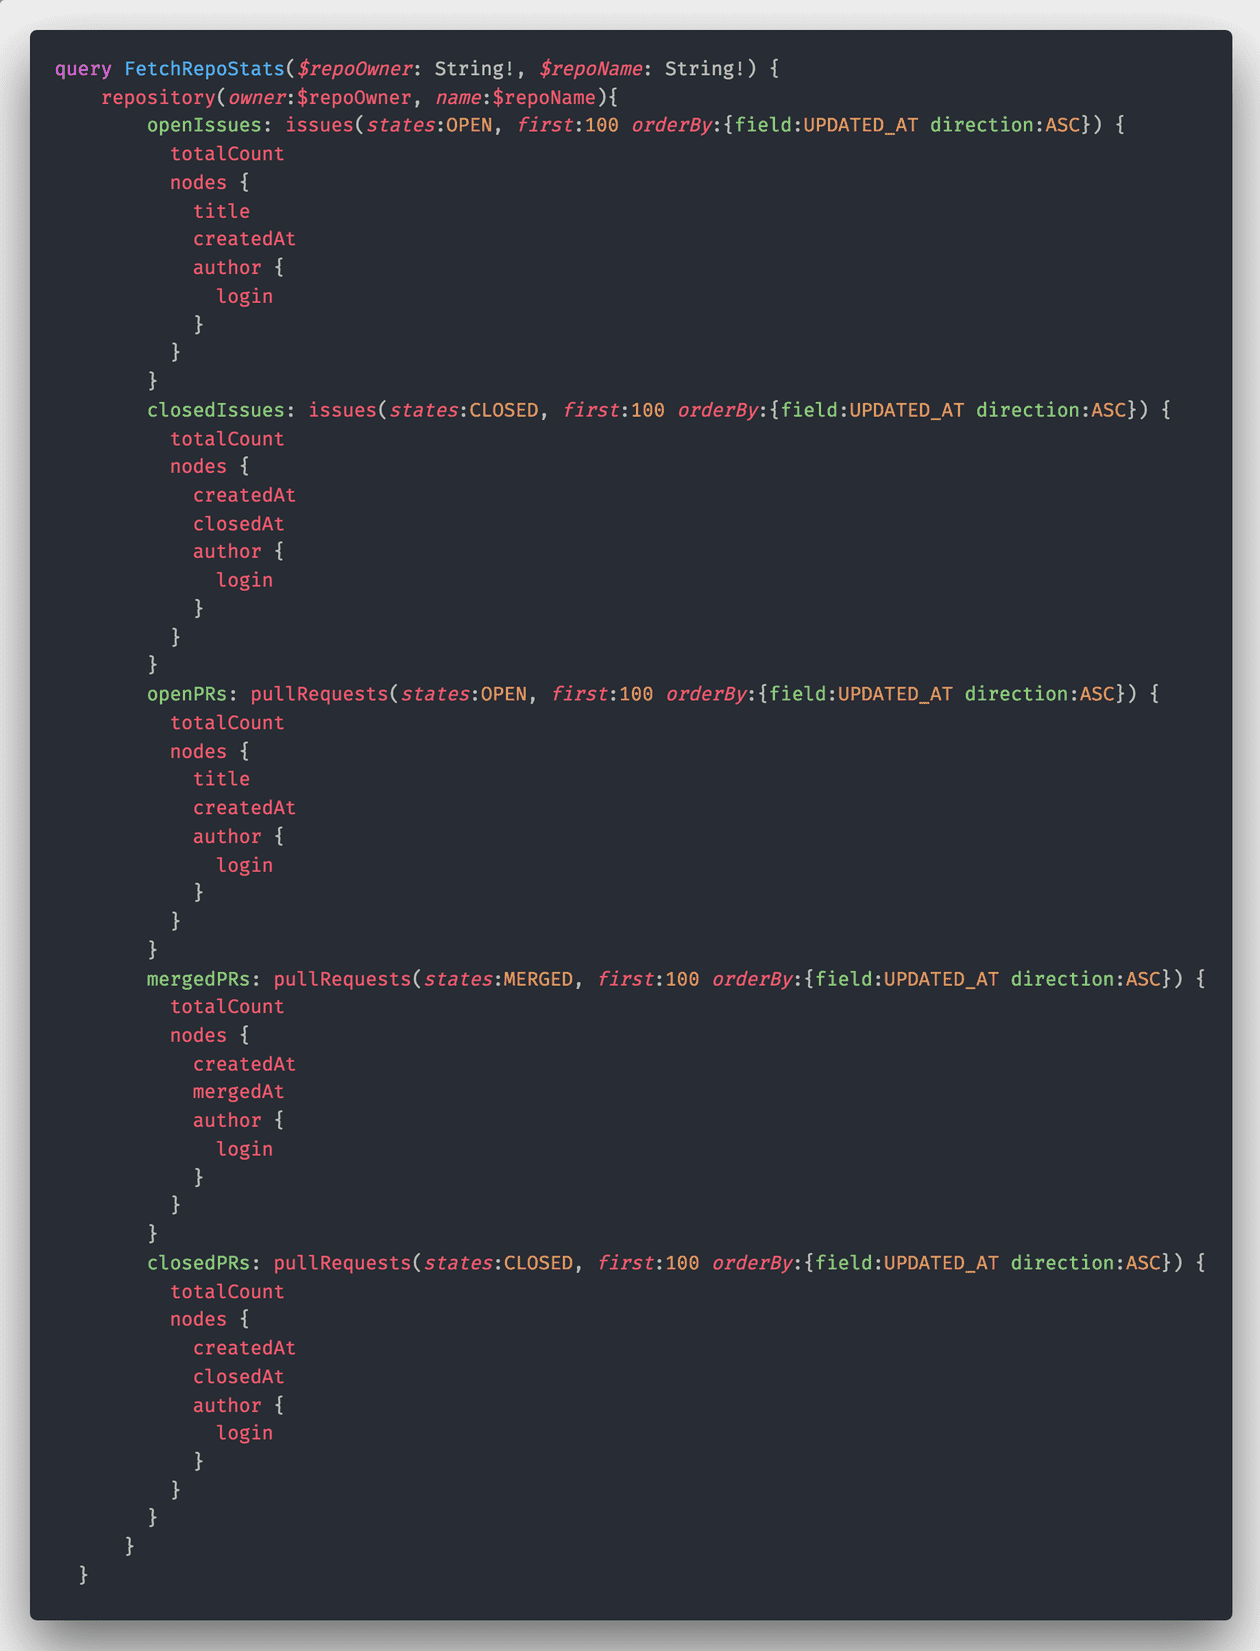 query FetchRepoStats($repoOwner: String!, $repoName: String!) {
    repository(owner:$repoOwner, name:$repoName){
        openIssues: issues(states:OPEN, first:100 orderBy:{field:UPDATED_AT direction:ASC}) {
          totalCount
          nodes {
            title
            createdAt
            author {
              login
            }
          }
        }
        closedIssues: issues(states:CLOSED, first:100 orderBy:{field:UPDATED_AT direction:ASC}) {
          totalCount
          nodes {
            createdAt
            closedAt
            author {
              login
            }
          }
        }
        openPRs: pullRequests(states:OPEN, first:100 orderBy:{field:UPDATED_AT direction:ASC}) {
          totalCount
          nodes {
            title
            createdAt
            author {
              login
            }
          }
        }
        mergedPRs: pullRequests(states:MERGED, first:100 orderBy:{field:UPDATED_AT direction:ASC}) {
          totalCount
          nodes {
            createdAt
            mergedAt
            author {
              login
            }
          }
        }
        closedPRs: pullRequests(states:CLOSED, first:100 orderBy:{field:UPDATED_AT direction:ASC}) {
          totalCount
          nodes {
            createdAt
            closedAt
            author {
              login
            }
          }
        }
      }
  }